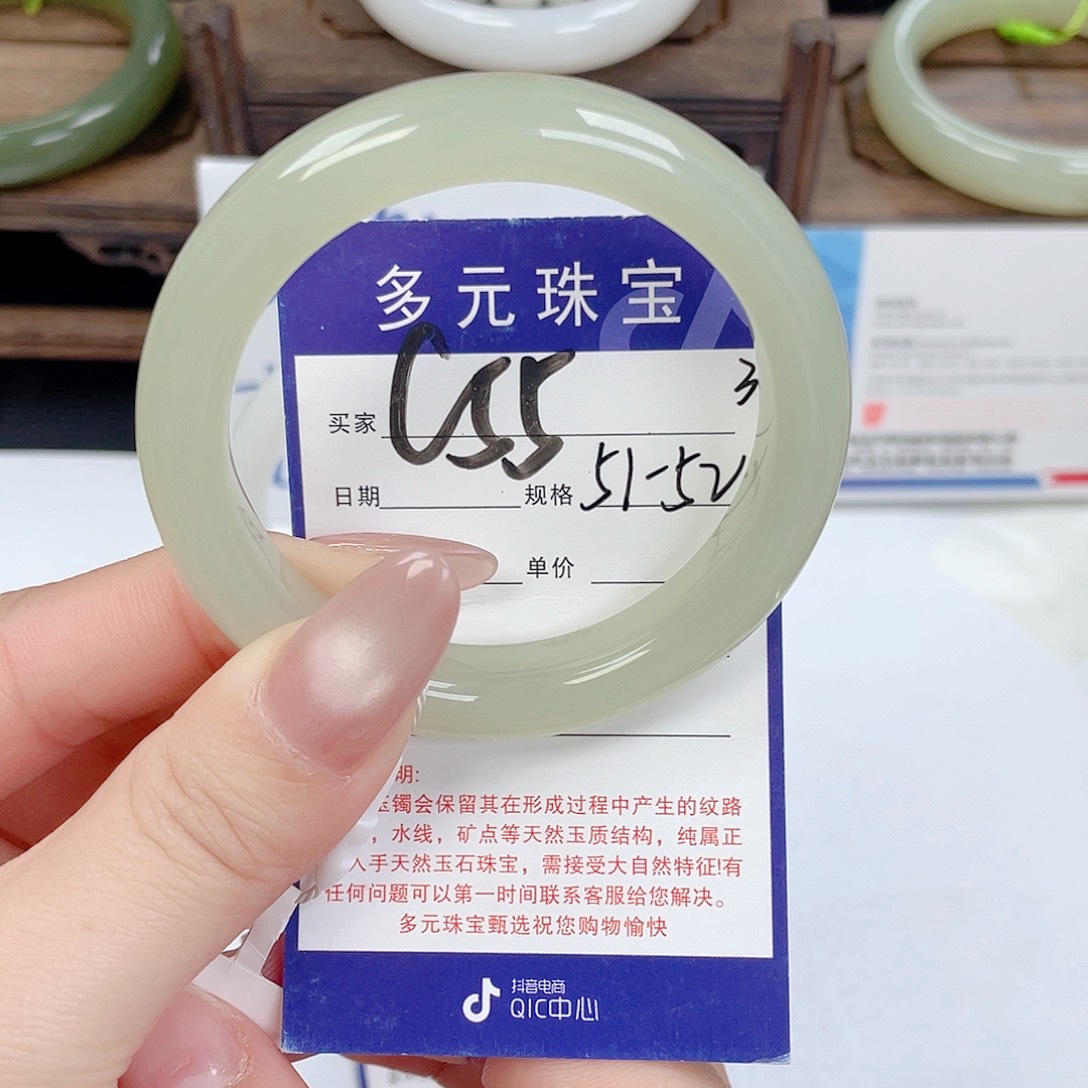 多元珠宝
买家 C55
3
日期 规格 51-52
单价
明:
玉镯会保留其在形成过程中产生的纹路
，水线，矿点等天然玉质结构，纯属正
入手天然玉石珠宝，需接受大自然特征!有
任何问题可以第一时间联系客服给您解决。
多元珠宝甄选祝您购物愉快
抖音电商
QIC中心